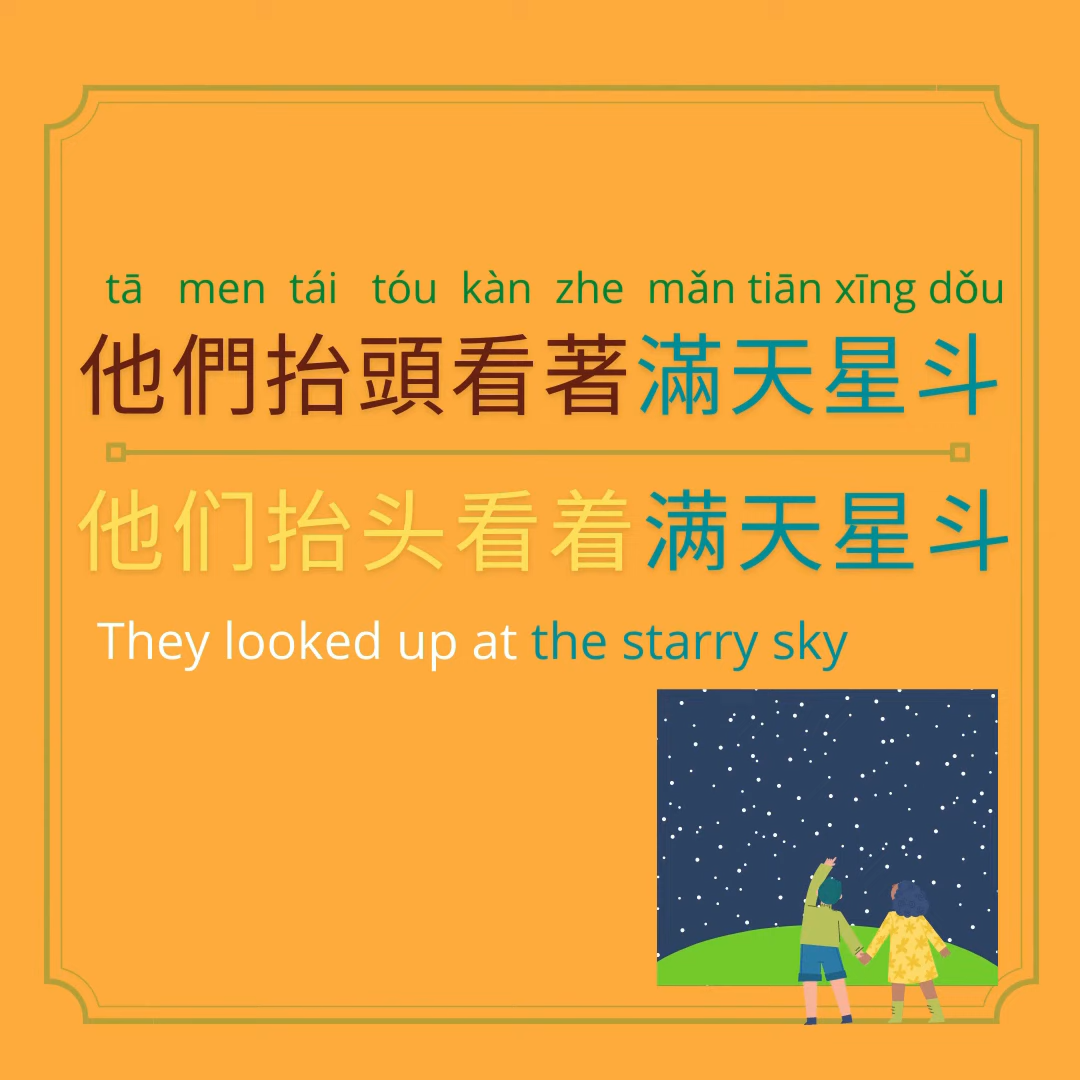 tā men tái tóu kàn zhe mǎn tiān xīng dǒu
他們抬頭看著滿天星斗
他们抬头看着满天星斗
They looked up at the starry sky